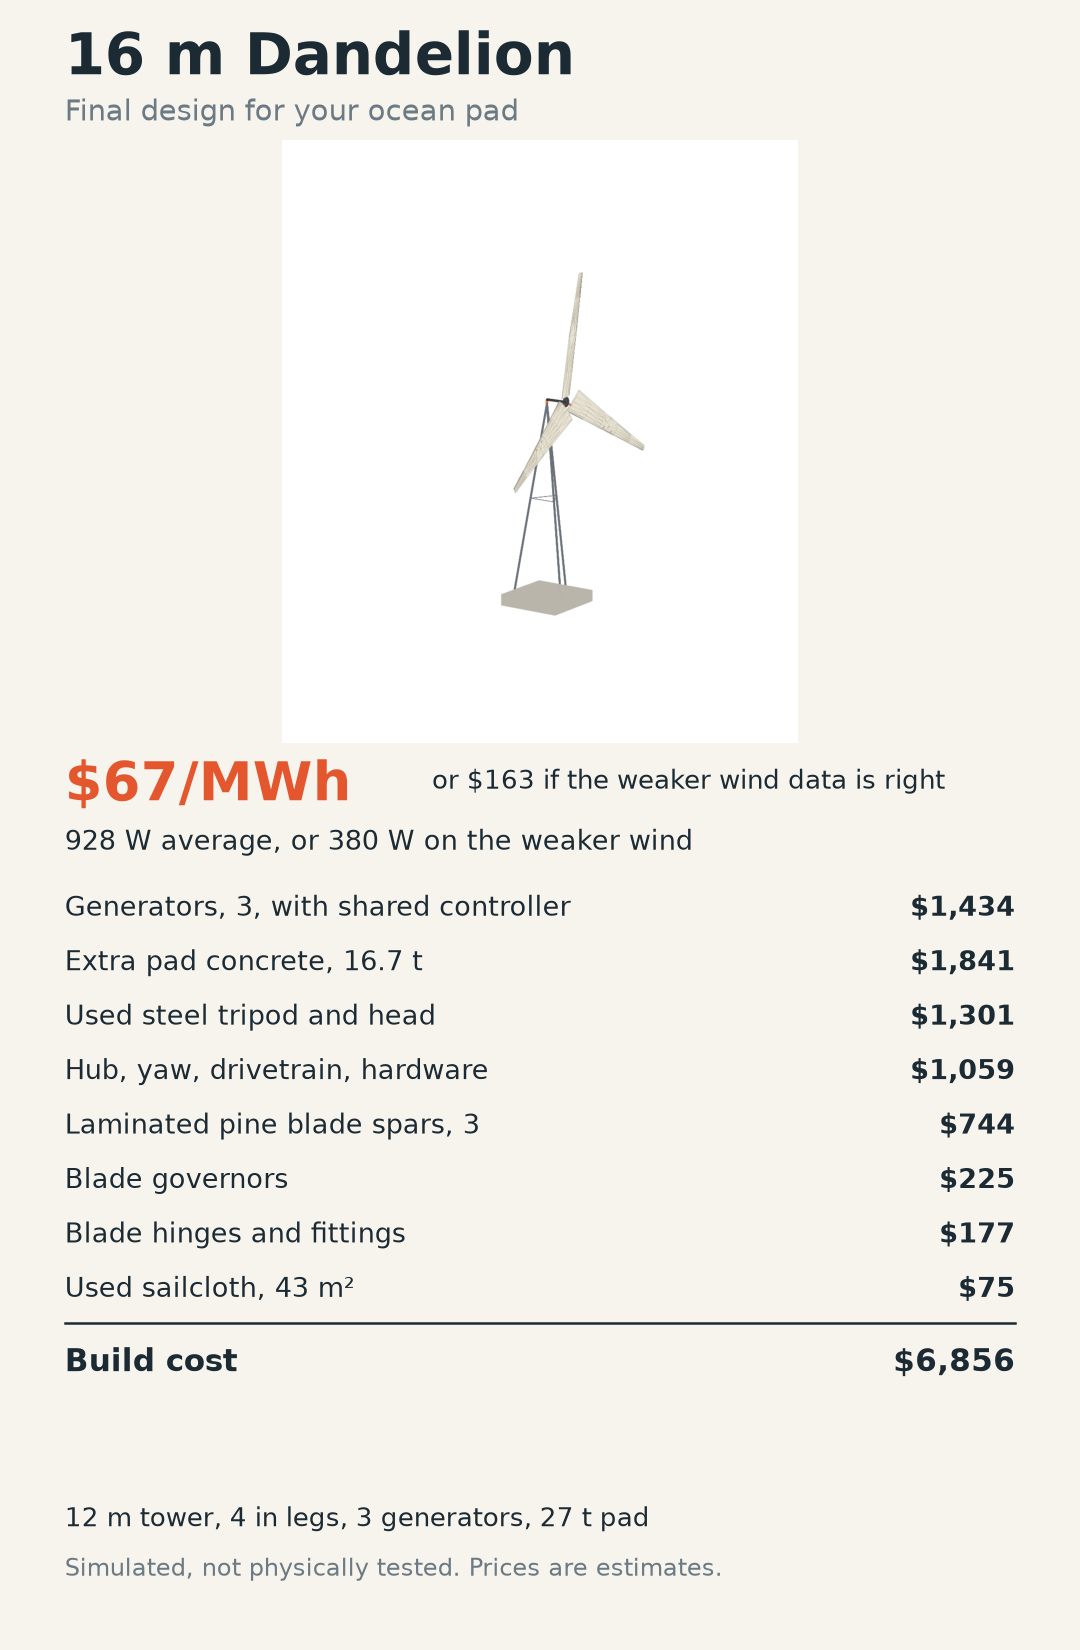 16 m Dandelion
Final design for your ocean pad
$67/MWh or $163 if the weaker wind data is right
928 W average, or 380 W on the weaker wind
Generators, 3, with shared controller $1,434
Extra pad concrete, 16.7 t $1,841
Used steel tripod and head $1,301
Hub, yaw, drivetrain, hardware $1,059
Laminated pine blade spars, 3 $744
Blade governors $225
Blade hinges and fittings $177
Used sailcloth, 43 m² $75
Build cost $6,856
12 m tower, 4 in legs, 3 generators, 27 t pad
Simulated, not physically tested. Prices are estimates.